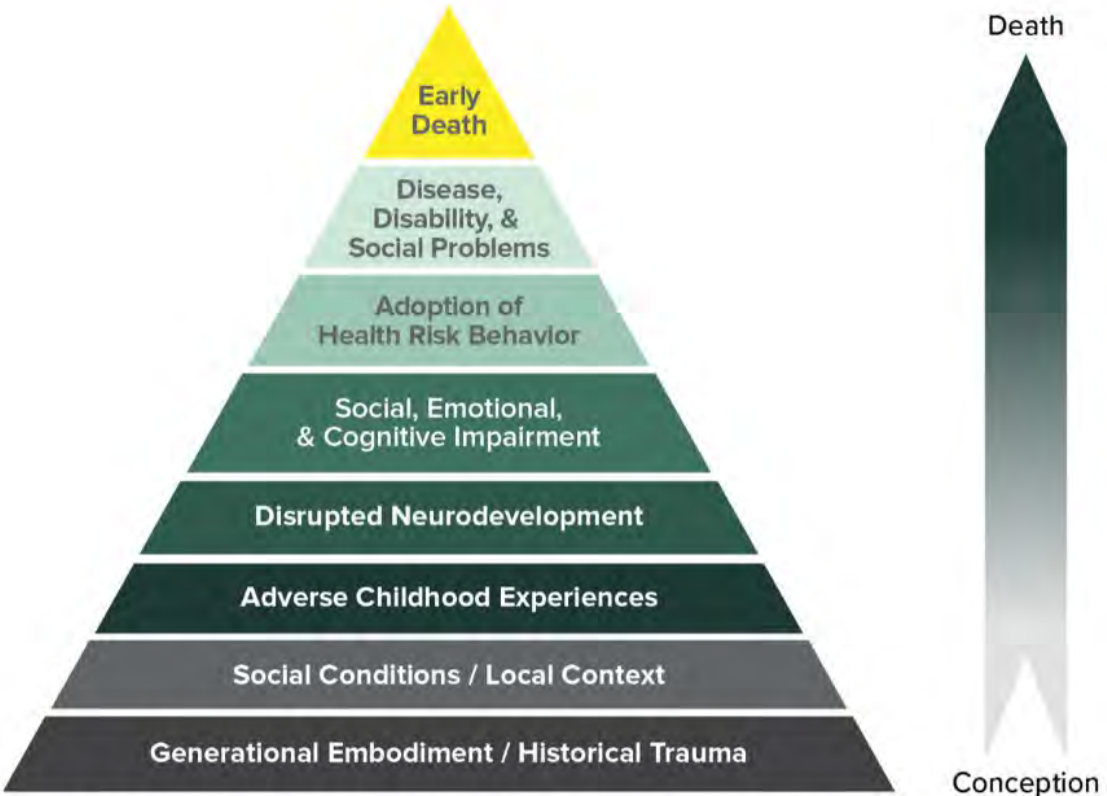 Death
Early
Death
Disease,
Disability, &
Social Problems
Adoption of
Health Risk Behavior
Social, Emotional,
& Cognitive Impairment
Disrupted Neurodevelopment
Adverse Childhood Experiences
Social Conditions / Local Context
Generational Embodiment / Historical Trauma
Conception